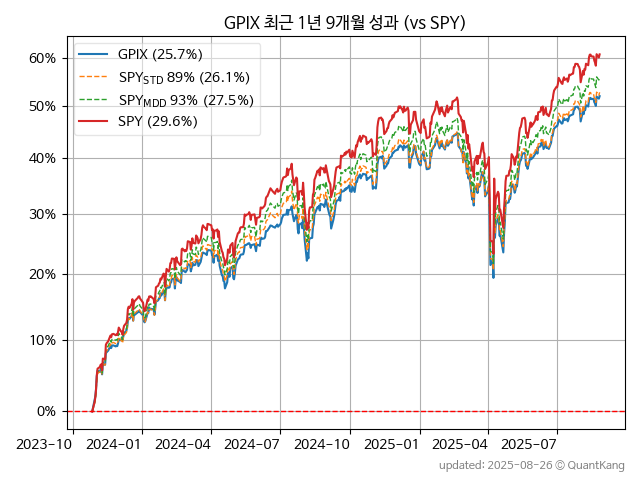 GPIX 최근 1년 9개월 성과 (vs SPY)
GPIX (25.7%)
SPY_STD 89% (26.1%)
SPY_MDD 93% (27.5%)
SPY (29.6%)
60%
50%
40%
30%
20%
10%
0%
2023-10 2024-01 2024-04 2024-07 2024-10 2025-01 2025-04 2025-07
updated: 2025-08-26 © QuantKang